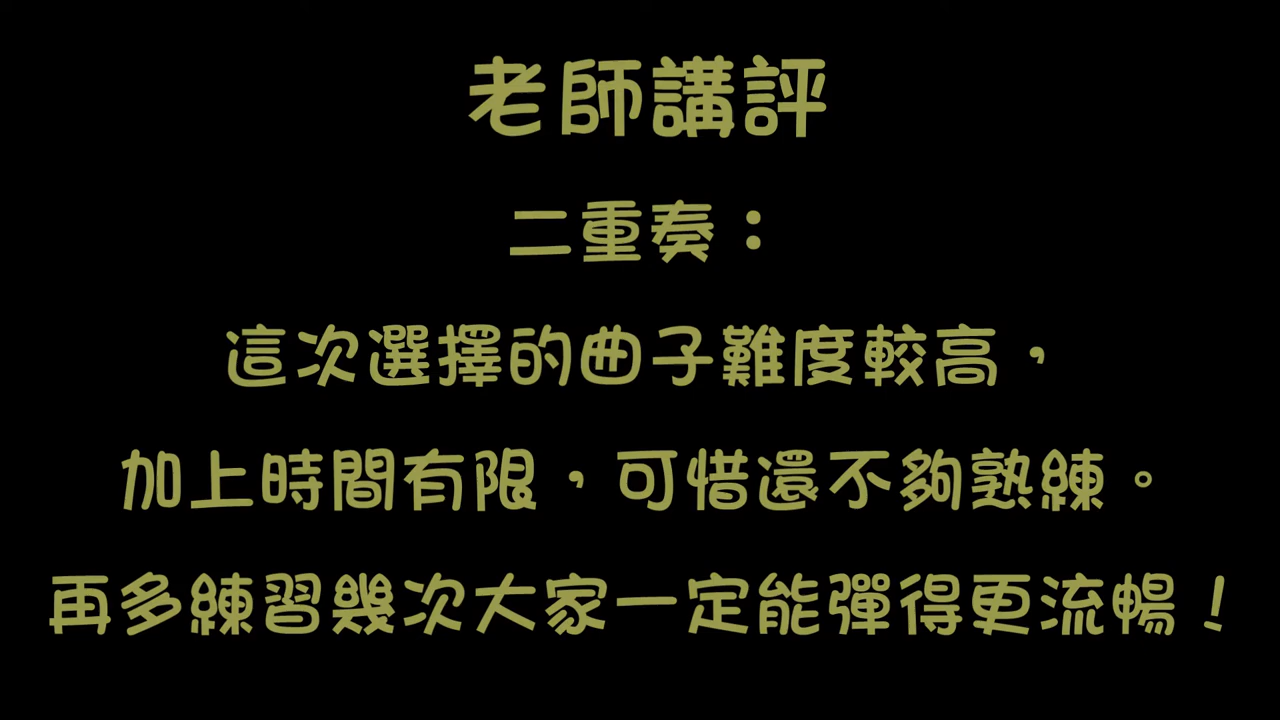 老師講評
二重奏：
這次選擇的曲子難度較高，
加上時間有限，可惜還不夠熟練。
再多練習幾次大家一定能彈得更流暢！